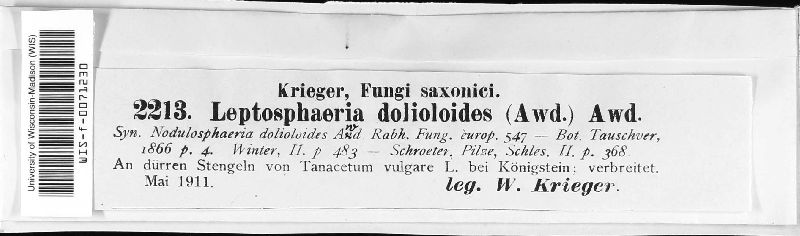 University of Wisconsin-Madison (WIS)
WIS-f-0021230
Krieger, Fungi saxonici.
2213. Leptosphaeria dolioloides (Awd.) Awd.
Syn. Nodulosphaeria dolioloides Awd Rabh. Fung. europ. 547 — Bot. Tauschver,
1866 p. 4. Winter, II. p 483 — Schroeter, Pilze, Schles. II. p. 368.
An dürren Stengeln von Tanacetum vulgare L. bei Königstein; verbreitet.
Mai 1911. leg. W. Krieger.